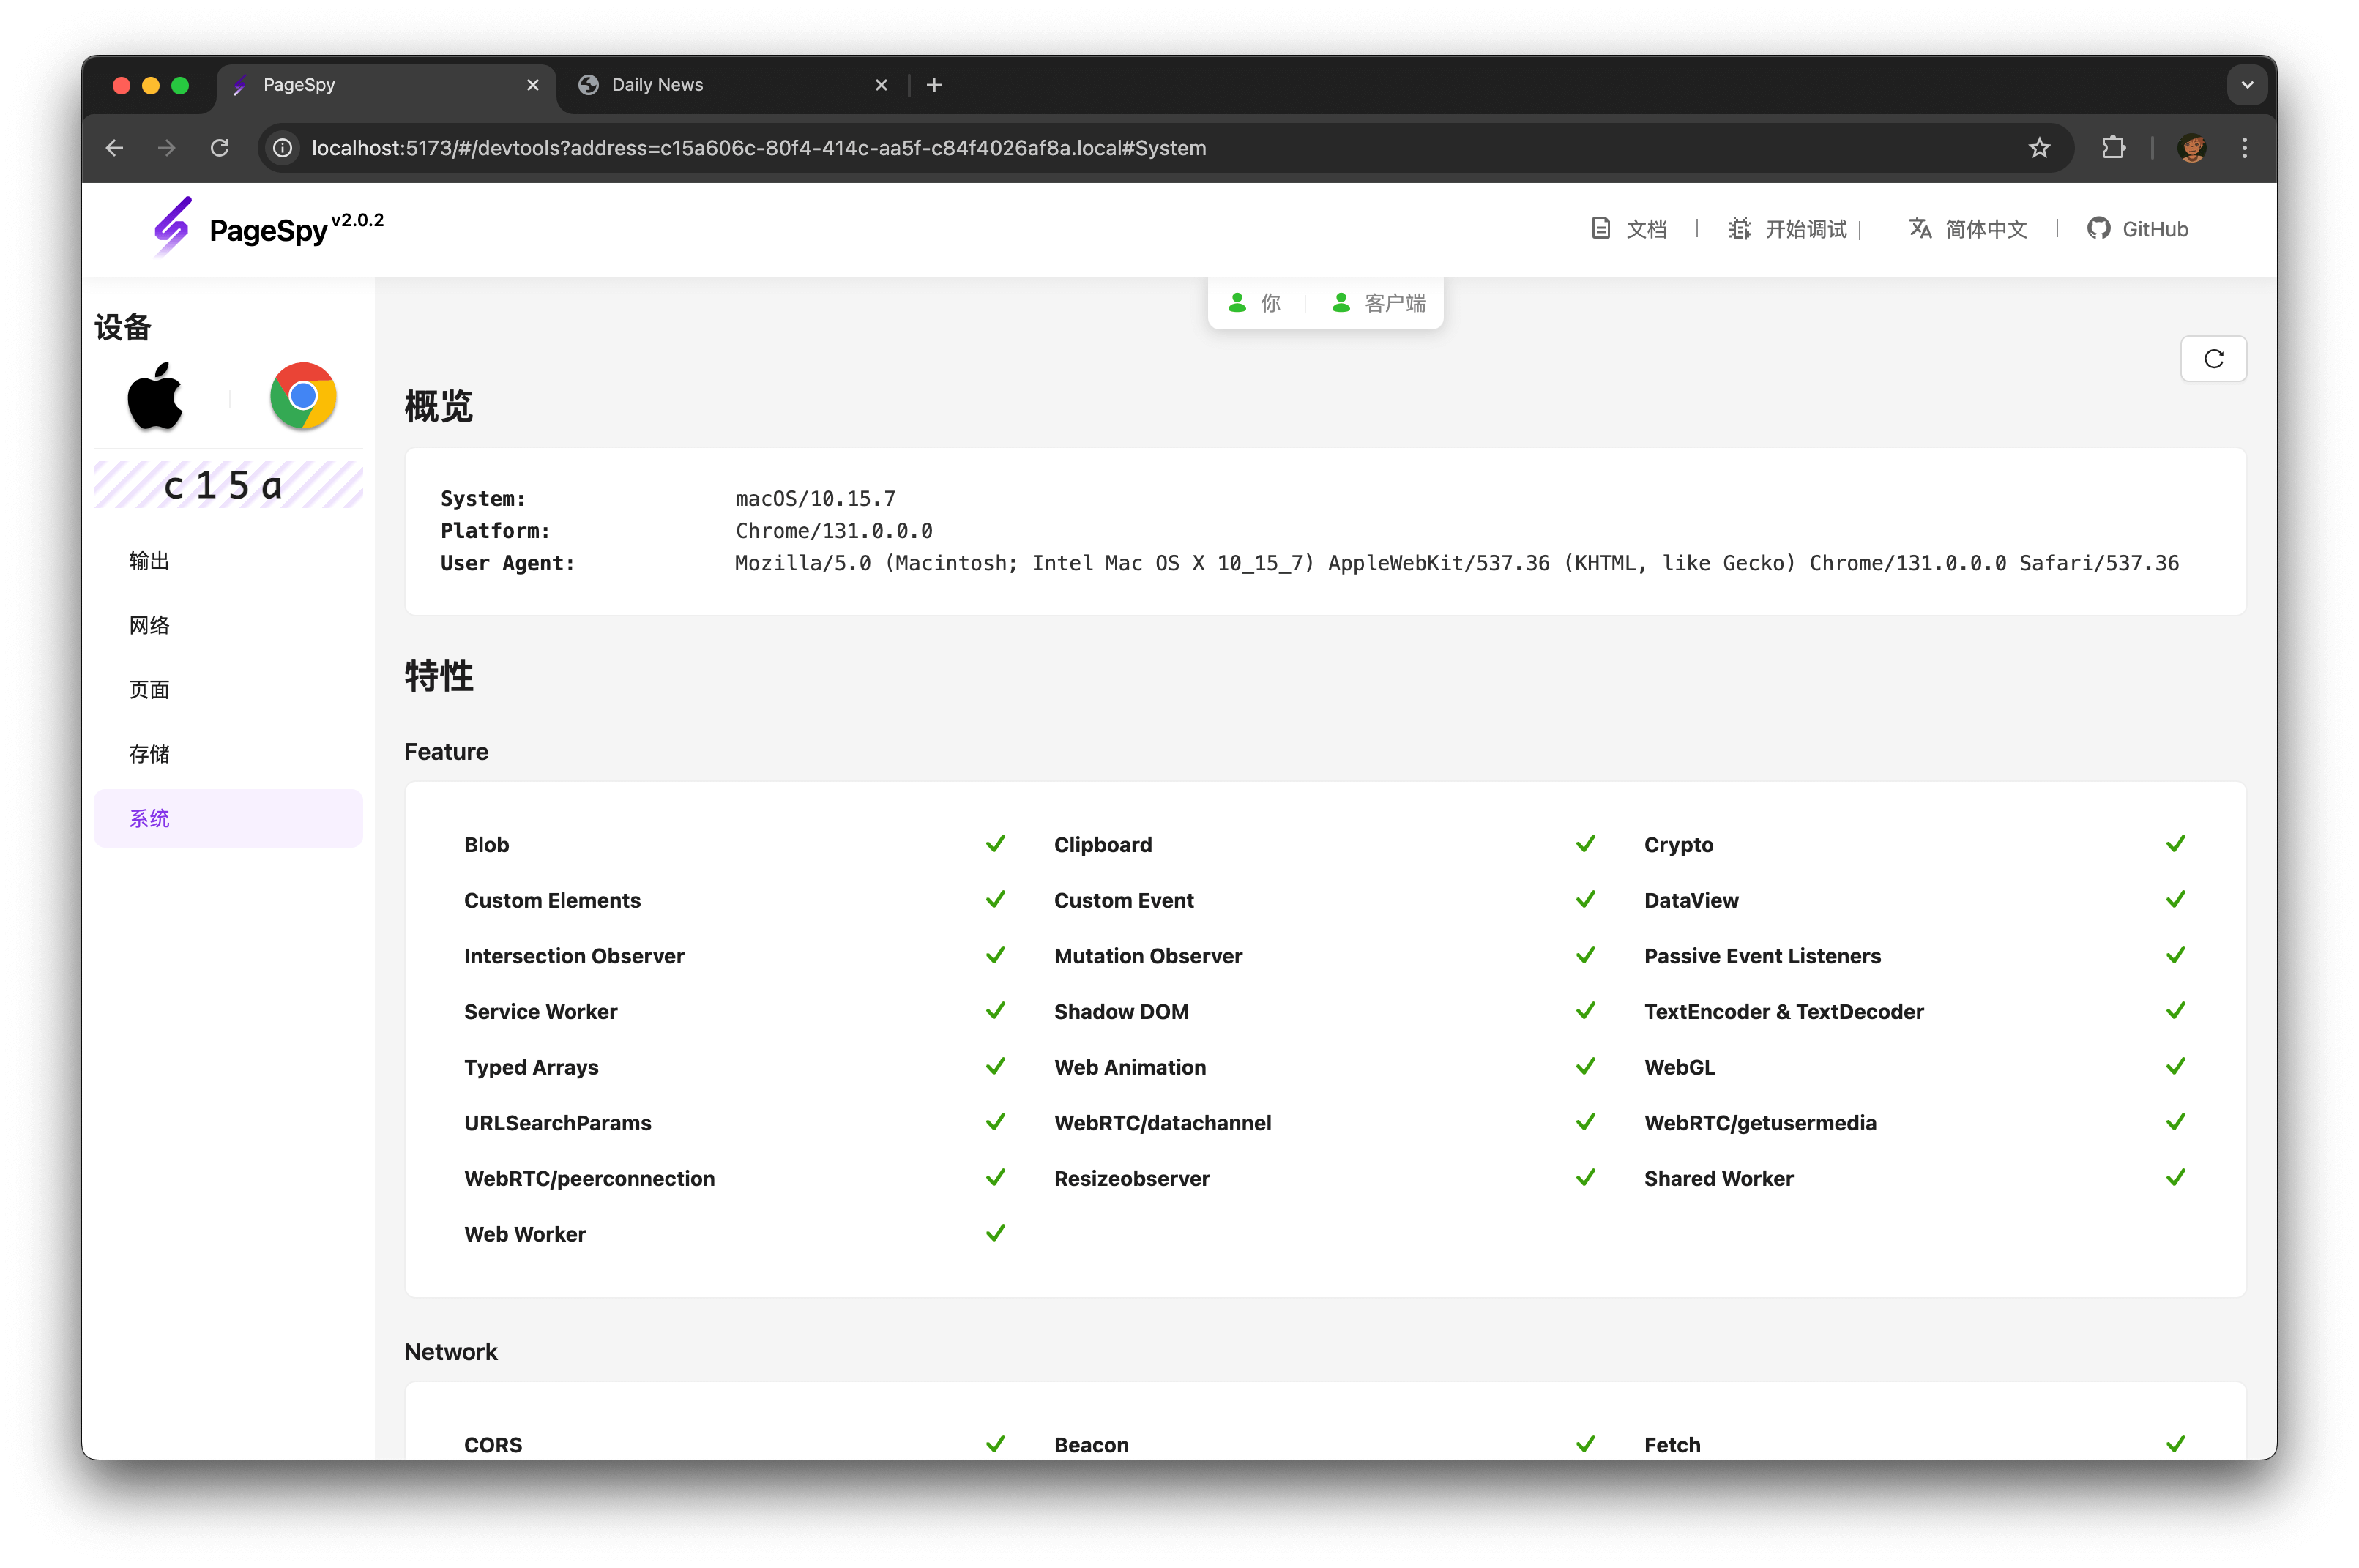 PageSpy
Daily News
localhost:5173/#/devtools?address=c15a606c-80f4-414c-aa5f-c84f4026af8a.local#System
PageSpy v2.0.2
文档
开始调试
简体中文
GitHub
你
客户端
设备
c15a
输出
网络
页面
存储
系统
概览
System: macOS/10.15.7
Platform: Chrome/131.0.0.0
User Agent: Mozilla/5.0 (Macintosh; Intel Mac OS X 10_15_7) AppleWebKit/537.36 (KHTML, like Gecko) Chrome/131.0.0.0 Safari/537.36
特性
Feature
Blob Clipboard Crypto
Custom Elements Custom Event DataView
Intersection Observer Mutation Observer Passive Event Listeners
Service Worker Shadow DOM TextEncoder & TextDecoder
Typed Arrays Web Animation WebGL
URLSearchParams WebRTC/datachannel WebRTC/getusermedia
WebRTC/peerconnection Resizeobserver Shared Worker
Web Worker
Network
CORS Beacon Fetch